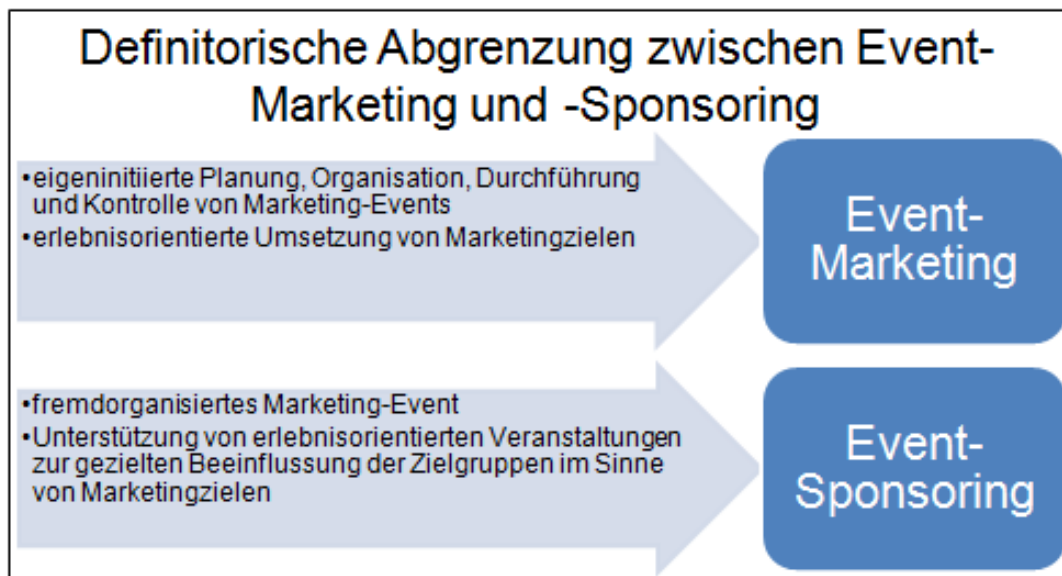 Definitorische Abgrenzung zwischen Event-
Marketing und -Sponsoring
•eigeninitiierte Planung, Organisation, Durchführung
und Kontrolle von Marketing-Events
•erlebnisorientierte Umsetzung von Marketingzielen
Event-
Marketing
•fremdorganisiertes Marketing-Event
•Unterstützung von erlebnisorientierten Veranstaltungen
zur gezielten Beeinflussung der Zielgruppen im Sinne
von Marketingzielen
Event-
Sponsoring